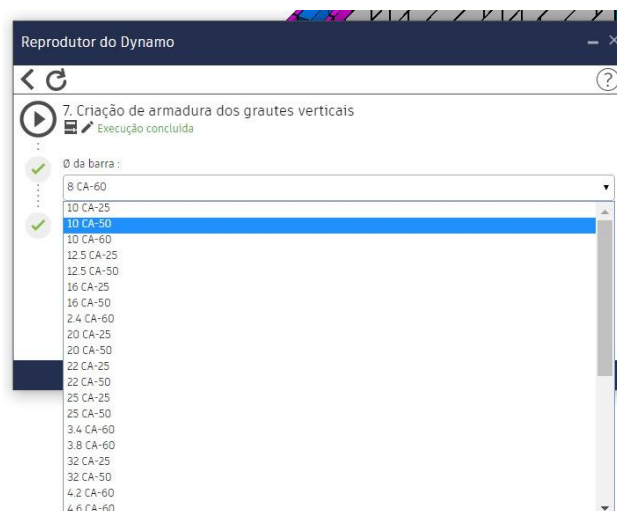 Reprodutor do Dynamo
7. Criação de armadura dos grautes verticais
Execução concluída
Ø da barra :
8 CA-60
10 CA-25
10 CA-50
10 CA-60
12.5 CA-25
12.5 CA-50
16 CA-25
16 CA-50
2.4 CA-60
20 CA-25
20 CA-50
22 CA-25
22 CA-50
25 CA-25
25 CA-50
3.4 CA-60
3.8 CA-60
32 CA-25
32 CA-50
4.2 CA-60
4.6 CA-60